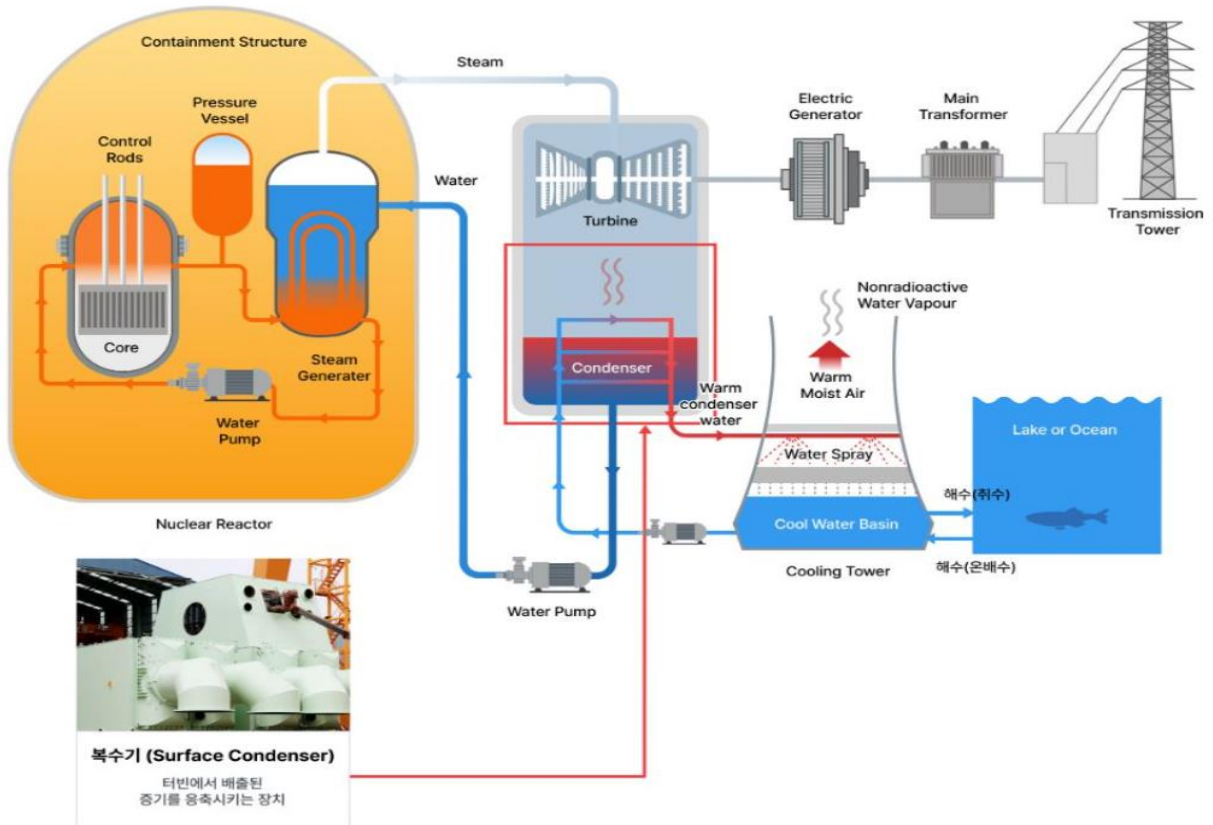 Containment Structure
Pressure
Vessel
Control
Rods
Core
Water
Pump
Steam
Generator
Nuclear Reactor
Steam
Water
Turbine
Condenser
Warm
condenser
water
Water Pump
Electric
Generator
Main
Transformer
Transmission
Tower
Nonradioactive
Water Vapour
Warm
Moist Air
Water Spray
Cool Water Basin
Cooling Tower
Lake or Ocean
해수(취수)
해수(온배수)
복수기 (Surface Condenser)
터빈에서 배출된
증기를 응축시키는 장치